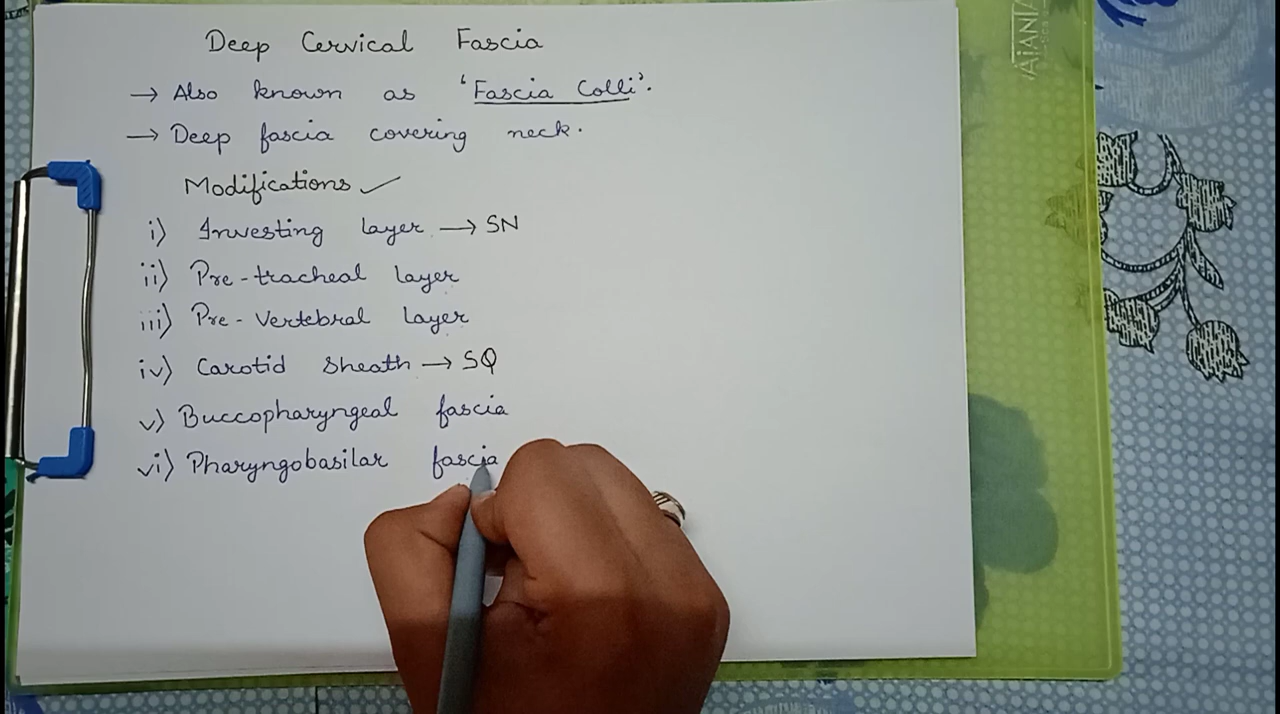 Deep Cervical Fascia
→ Also known as 'Fascia Colli'.
→ Deep fascia covering neck.
Modifications ✓
i) Investing layer → SN
ii) Pre-tracheal layer
iii) Pre-Vertebral layer
iv) Carotid Sheath → SQ
v) Buccopharyngeal fascia
vi) Pharyngobasilar fascia